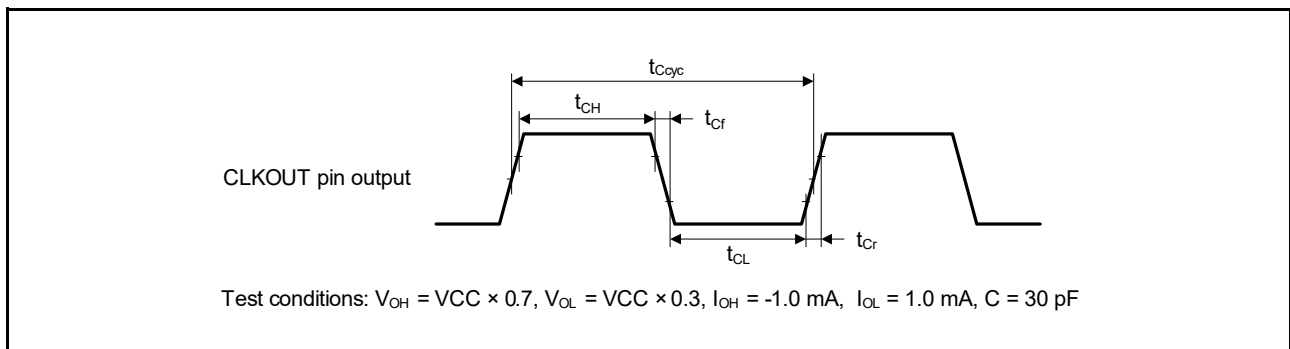 tCcyc
tCH
tCf
CLKOUT pin output
tCL
tCr
Test conditions: VOH = VCC × 0.7, VOL = VCC × 0.3, IOH = -1.0 mA, IOL = 1.0 mA, C = 30 pF